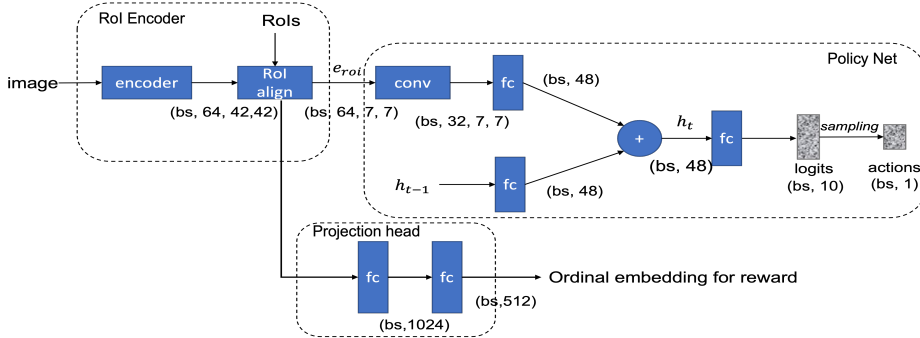 RoI Encoder
RoIs
Policy Net
image
encoder
RoI
align
e_{roi}
conv
fc
(bs, 48)
(bs, 64, 42,42)
(bs, 64, 7, 7)
(bs, 32, 7, 7)
+
h_t
fc
sampling
(bs, 48)
logits
(bs, 10)
actions
(bs, 1)
h_{t-1}
fc
(bs, 48)
Projection head
fc
fc
Ordinal embedding for reward
(bs,512)
(bs,1024)